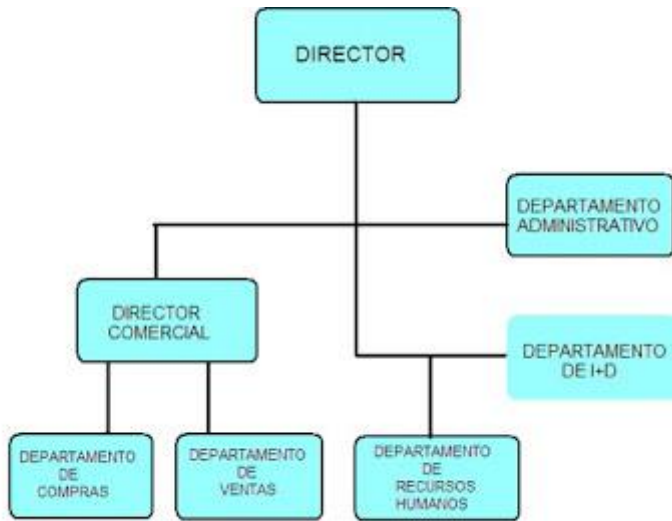 DIRECTOR
DEPARTAMENTO
ADMINISTRATIVO
DIRECTOR
COMERCIAL
DEPARTAMENTO
DE I+D
DEPARTAMENTO
DE
COMPRAS
DEPARTAMENTO
DE
VENTAS
DEPARTAMENTO
DE
RECURSOS
HUMANOS